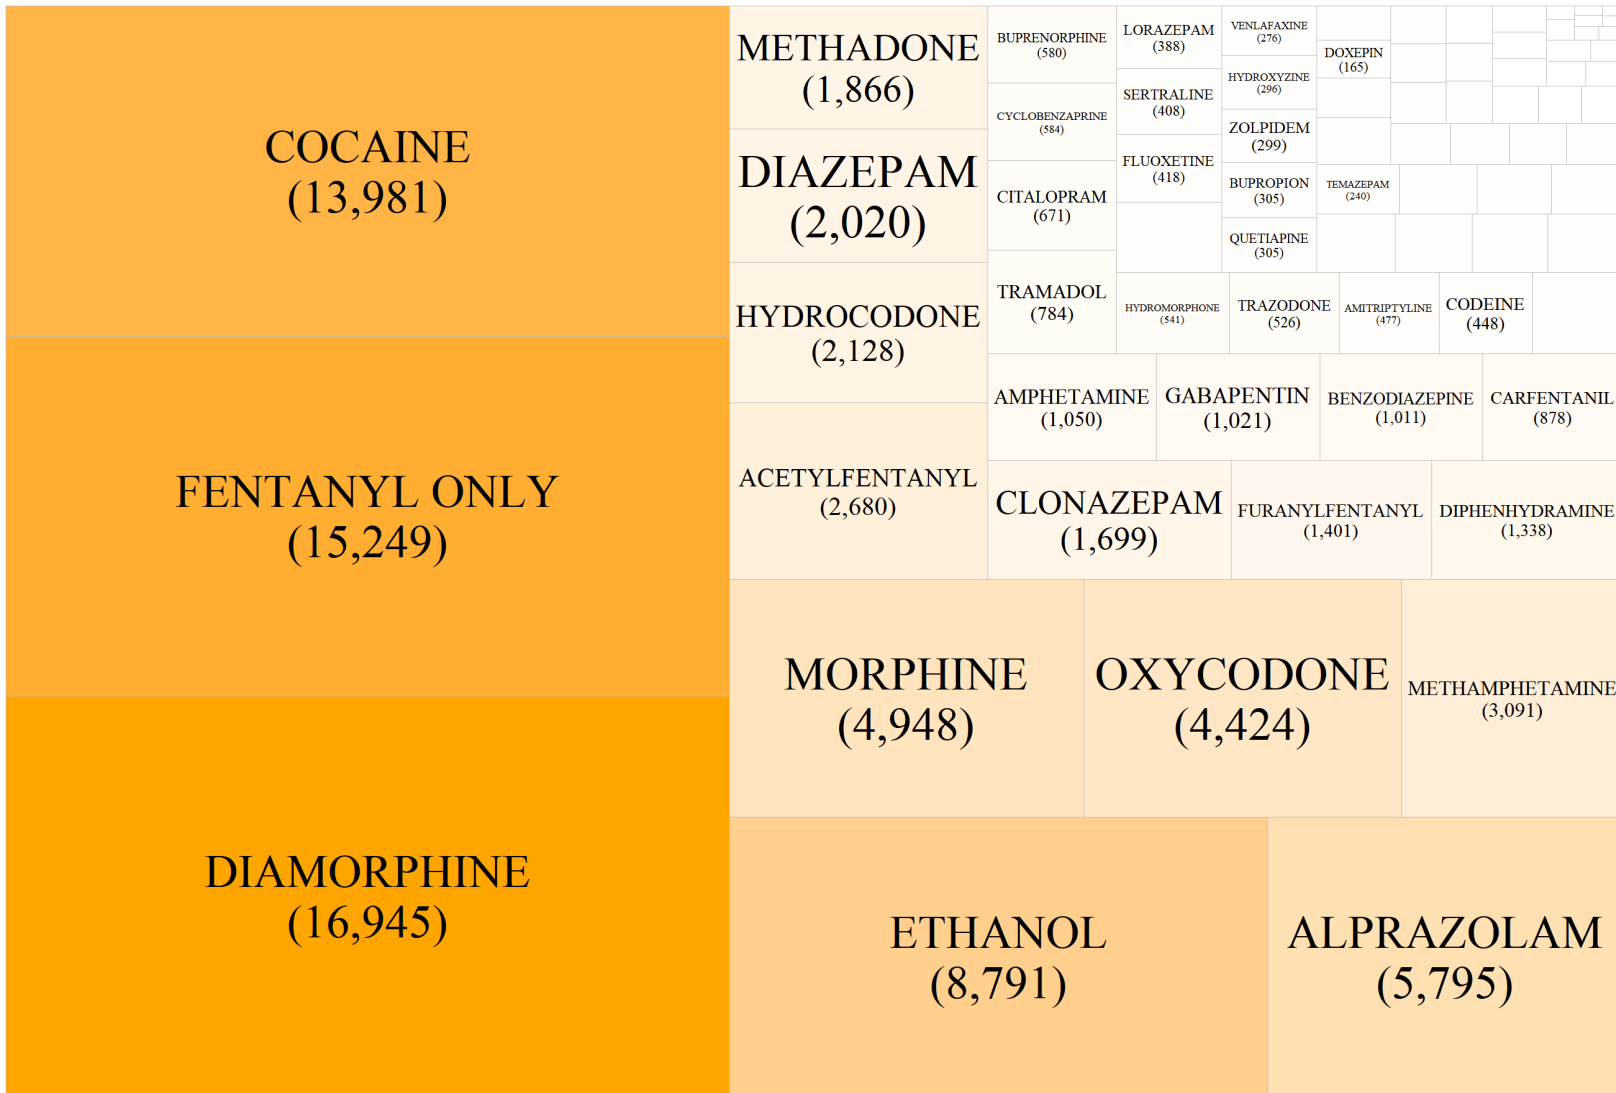 COCAINE
(13,981)
FENTANYL ONLY
(15,249)
DIAMORPHINE
(16,945)
METHADONE
(1,866)
DIAZEPAM
(2,020)
HYDROCODONE
(2,128)
ACETYLFENTANYL
(2,680)
MORPHINE
(4,948)
OXYCODONE
(4,424)
METHAMPHETAMINE
(3,091)
ETHANOL
(8,791)
ALPRAZOLAM
(5,795)
BUPRENORPHINE
(580)
CYCLOBENZAPRINE
(584)
CITALOPRAM
(671)
TRAMADOL
(784)
LORAZEPAM
(388)
SERTRALINE
(408)
FLUOXETINE
(418)
VENLAFAXINE
(276)
HYDROXYZINE
(296)
ZOLPIDEM
(299)
BUPROPION
(305)
QUETIAPINE
(305)
DOXEPIN
(165)
TEMAZEPAM
(240)
HYDROMORPHONE
(541)
TRAZODONE
(526)
AMITRIPTYLINE
(477)
CODEINE
(448)
AMPHETAMINE
(1,050)
GABAPENTIN
(1,021)
BENZODIAZEPINE
(1,011)
CARFENTANIL
(878)
CLONAZEPAM
(1,699)
FURANYLFENTANYL
(1,401)
DIPHENHYDRAMINE
(1,338)